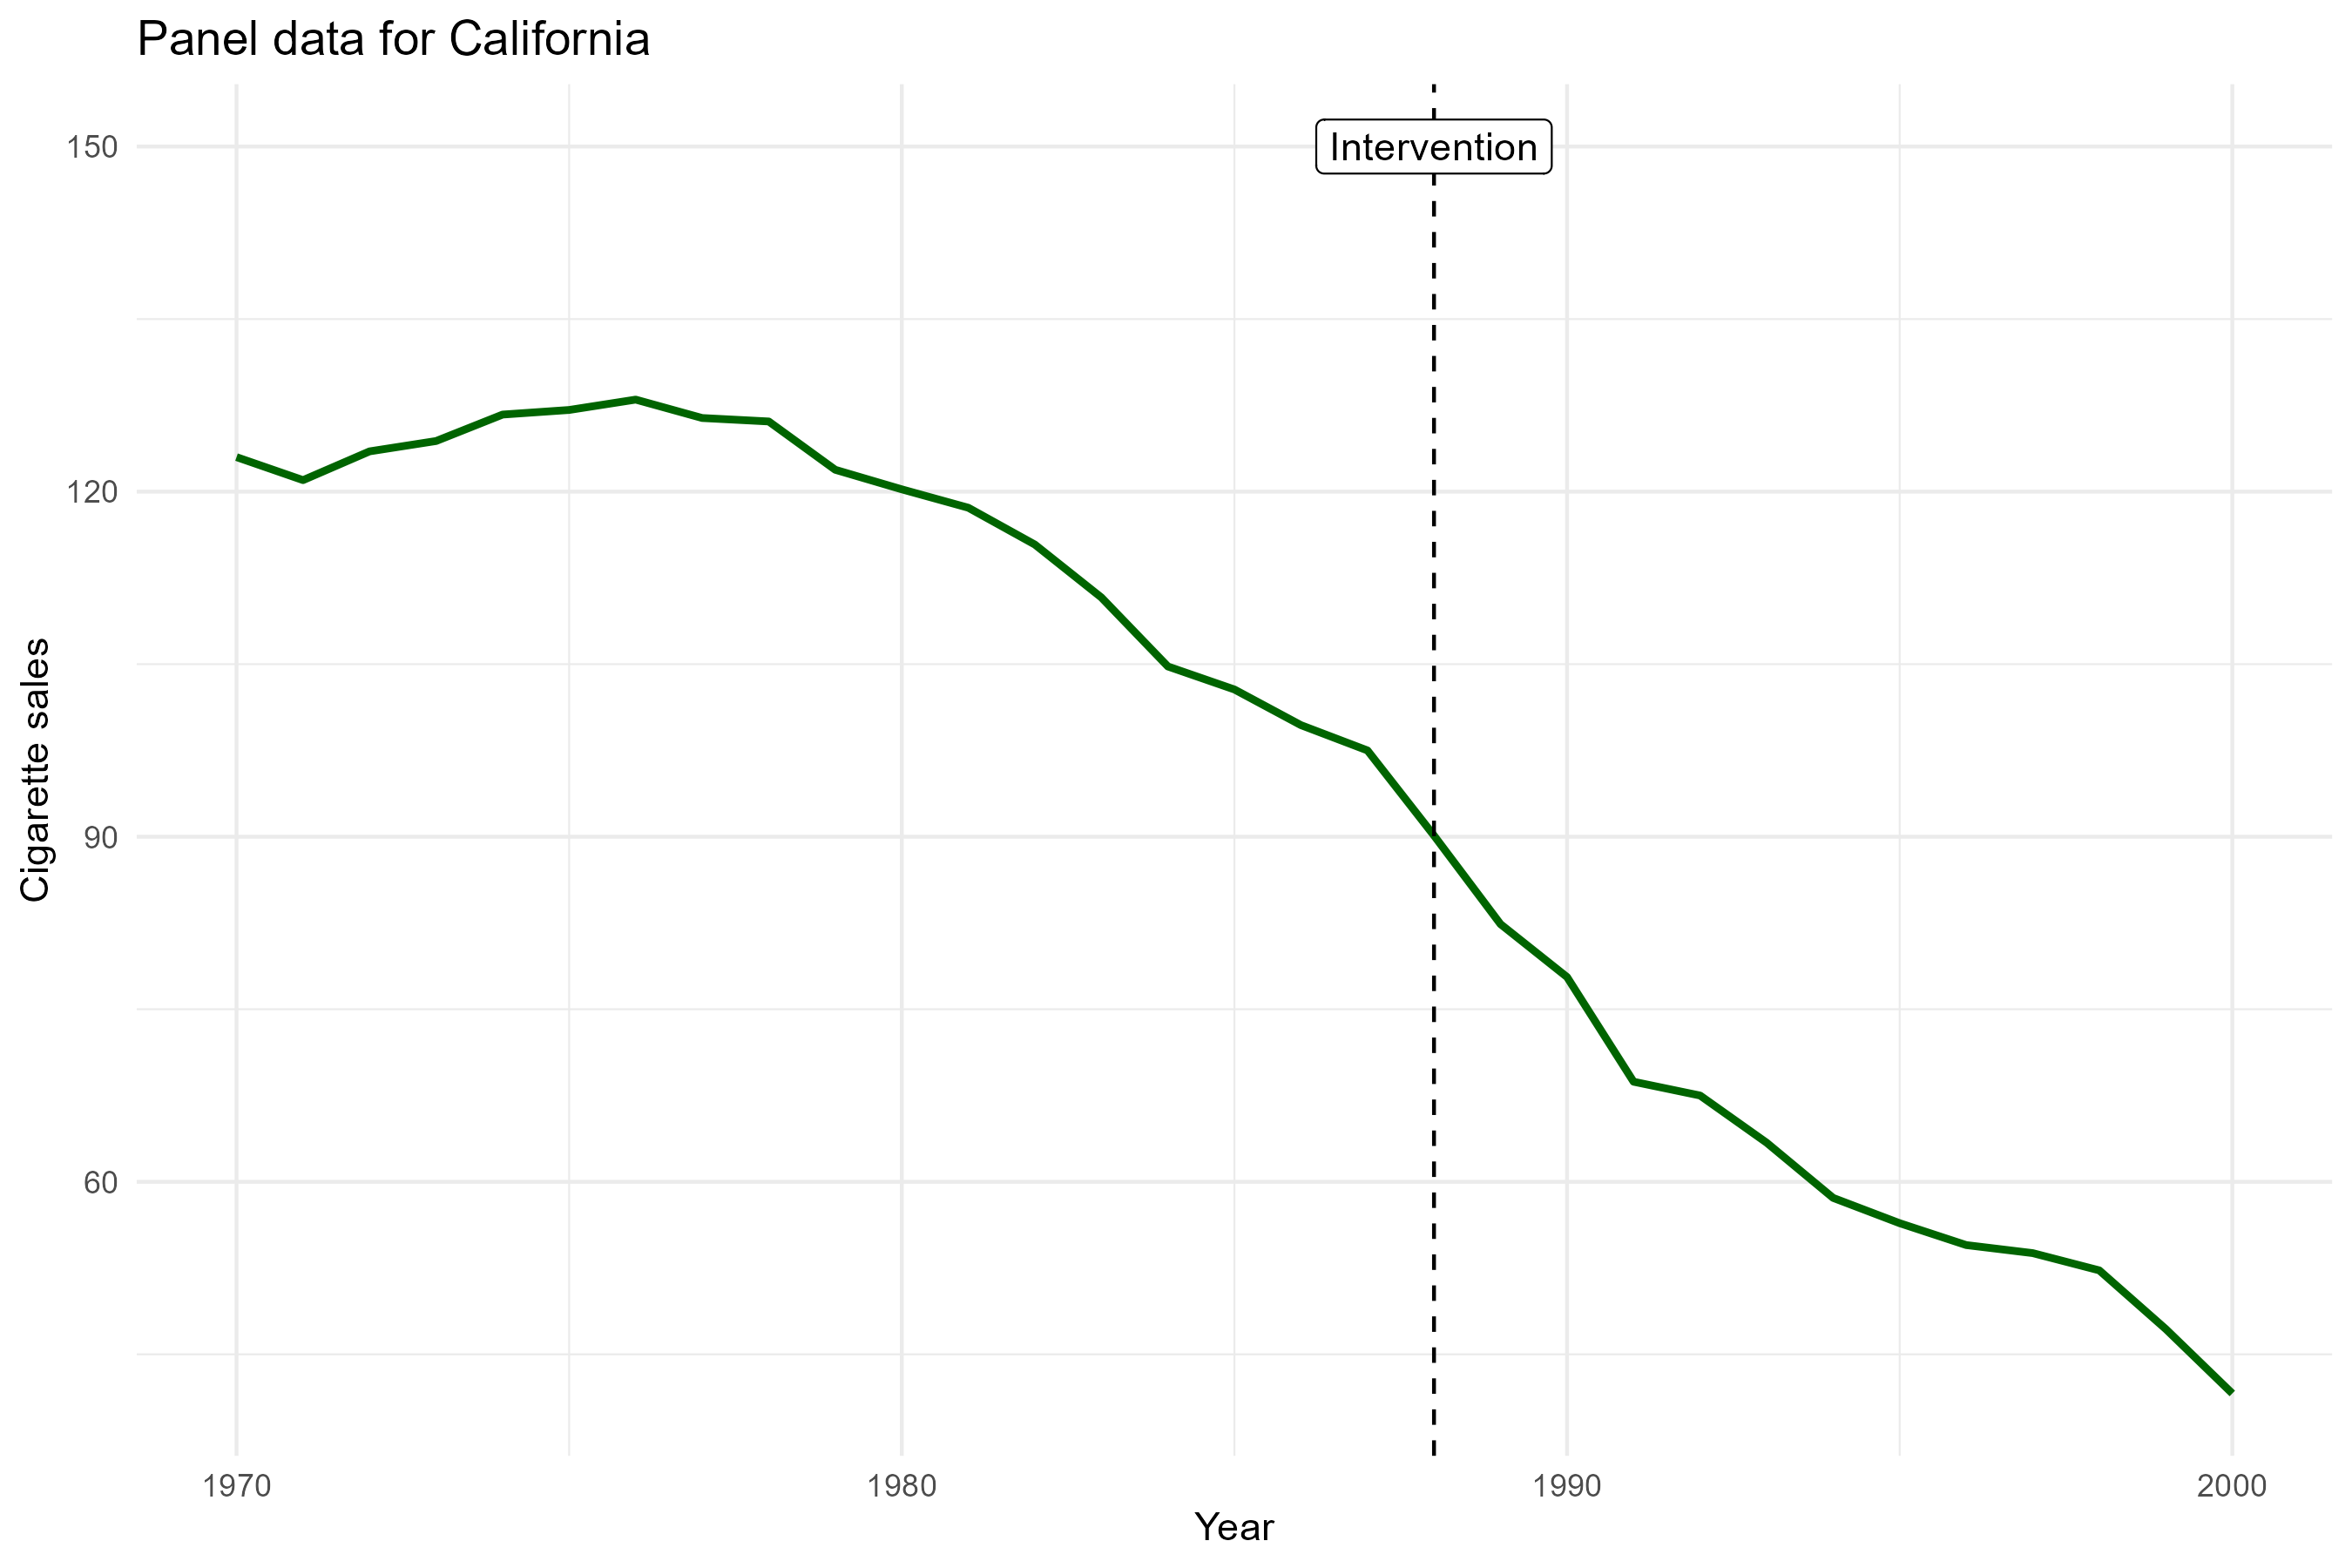 Panel data for California
Intervention
150
120
90
60
Cigarette sales
1970
1980
1990
2000
Year